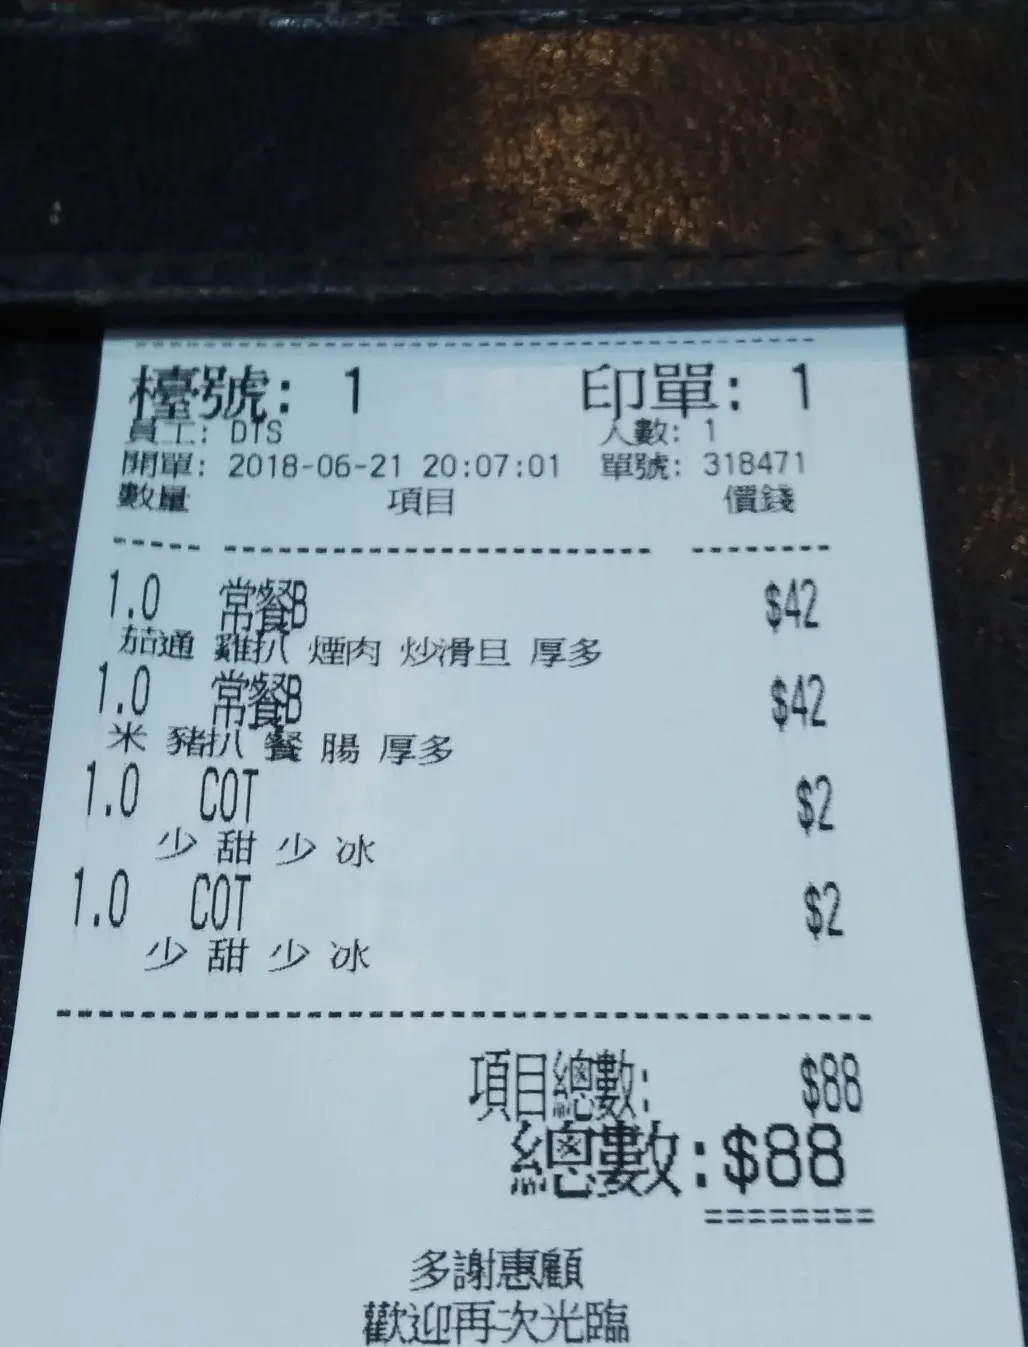 檯號: 1 印單: 1
員工: DTS 人數: 1
開單: 2018-06-21 20:07:01 單號: 318471
數量 項目 價錢
1.0 常餐B $42
茄通 雞扒 煙肉 炒滑旦 厚多
1.0 常餐B $42
米 豬扒 餐 腸 厚多
1.0 COT $2
少 甜 少 冰
1.0 COT $2
少 甜 少 冰
項目總數: $88
總數:$88
多謝惠顧
歡迎再次光臨